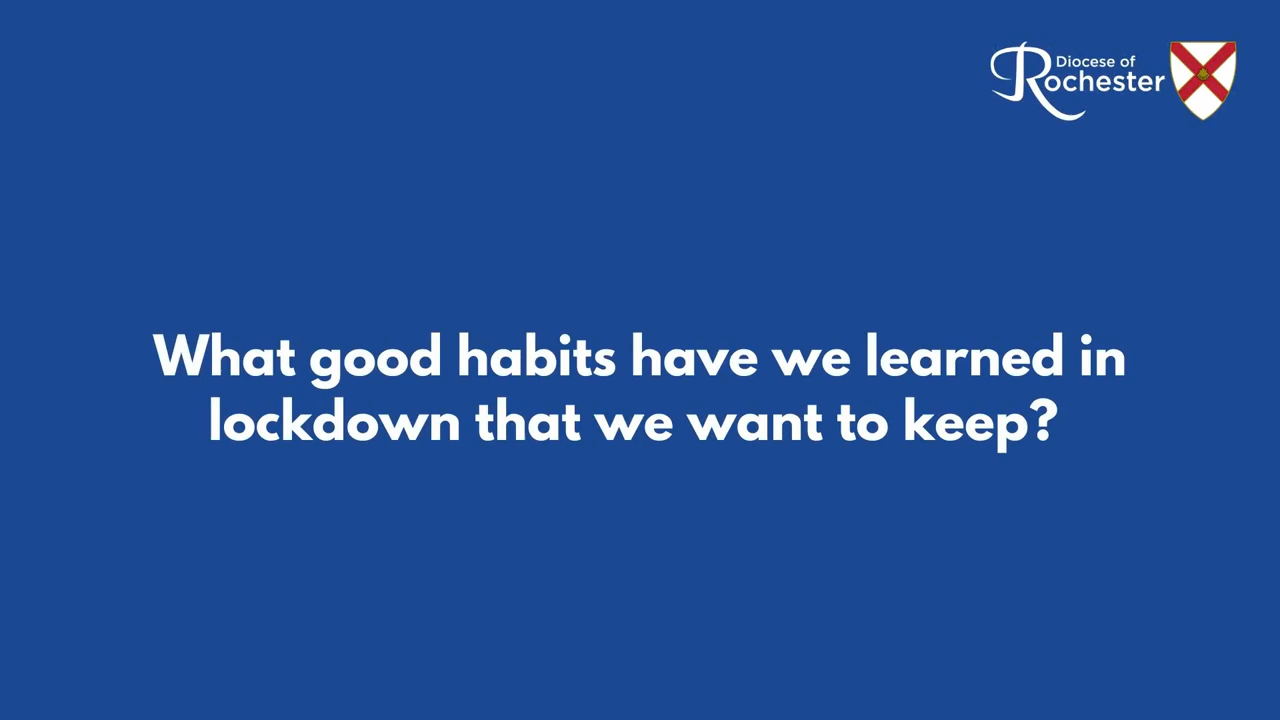 Diocese of
Rochester
What good habits have we learned in
lockdown that we want to keep?